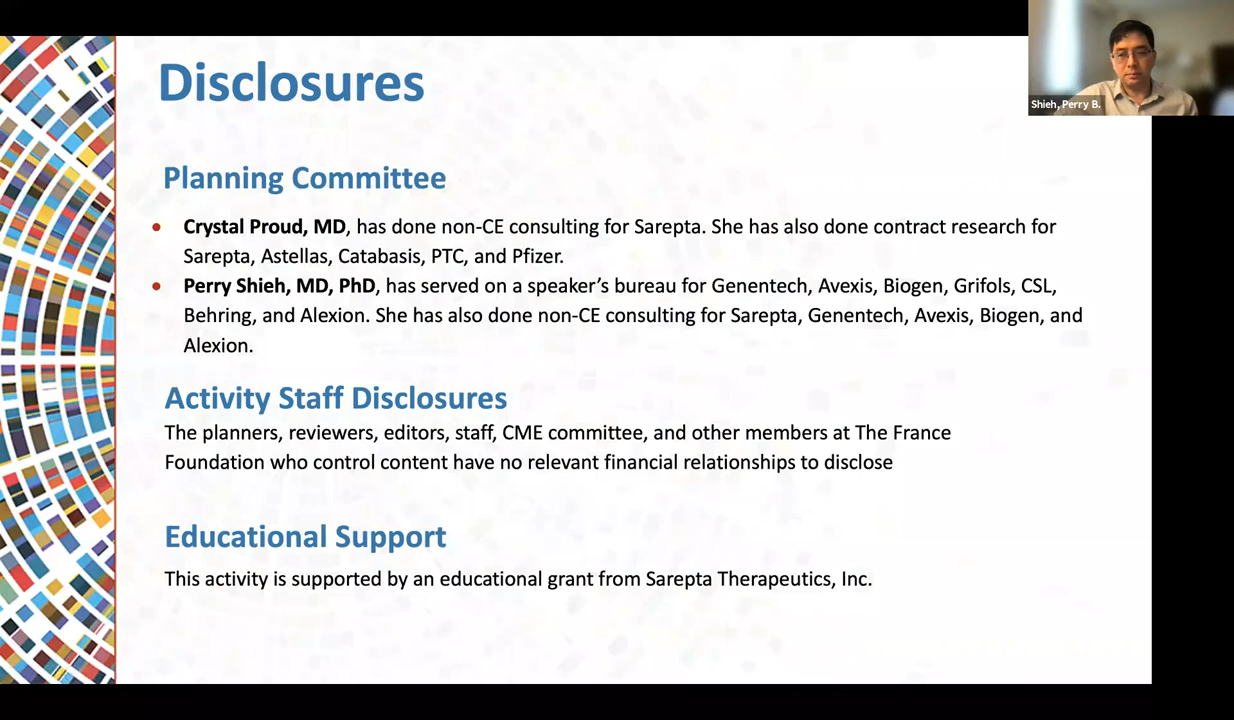 Disclosures
Shieh, Perry B.
Planning Committee
• Crystal Proud, MD, has done non-CE consulting for Sarepta. She has also done contract research for
Sarepta, Astellas, Catabasis, PTC, and Pfizer.
• Perry Shieh, MD, PhD, has served on a speaker’s bureau for Genentech, Avexis, Biogen, Grifols, CSL,
Behring, and Alexion. She has also done non-CE consulting for Sarepta, Genentech, Avexis, Biogen, and
Alexion.
Activity Staff Disclosures
The planners, reviewers, editors, staff, CME committee, and other members at The France
Foundation who control content have no relevant financial relationships to disclose
Educational Support
This activity is supported by an educational grant from Sarepta Therapeutics, Inc.